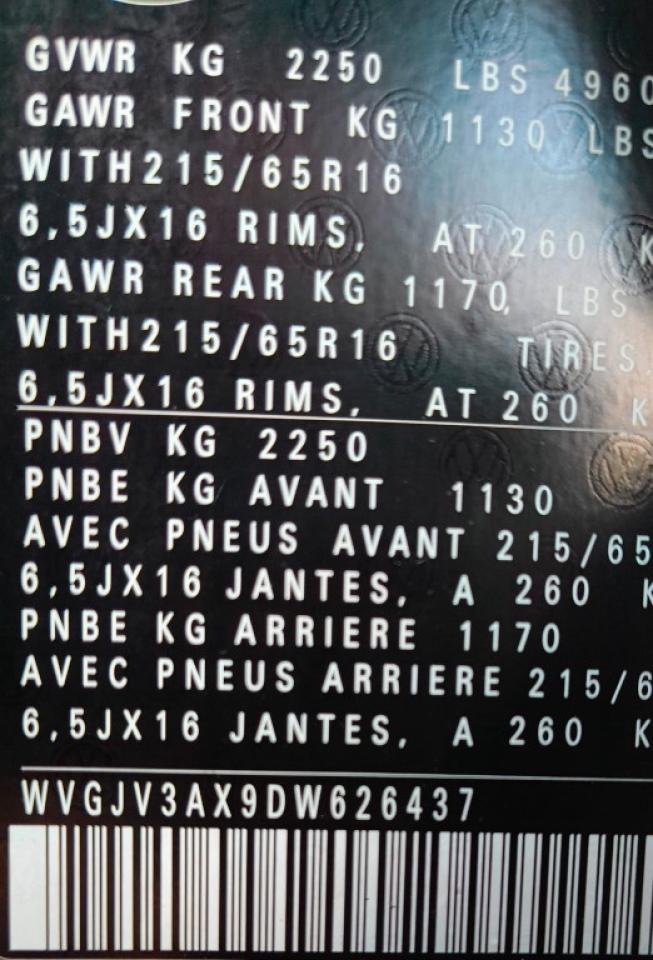 GVWR KG 2250 LBS 4960
GAWR FRONT KG 1130 LBS
WITH215/65R16
6,5JX16 RIMS, AT 260 K
GAWR REAR KG 1170, LBS
WITH215/65R16 TIRES,
6,5JX16 RIMS, AT 260 K
PNBV KG 2250
PNBE KG AVANT 1130
AVEC PNEUS AVANT 215/65
6,5JX16 JANTES, A 260 K
PNBE KG ARRIERE 1170
AVEC PNEUS ARRIERE 215/6
6,5JX16 JANTES, A 260 K
WVGJV3AX9DW626437